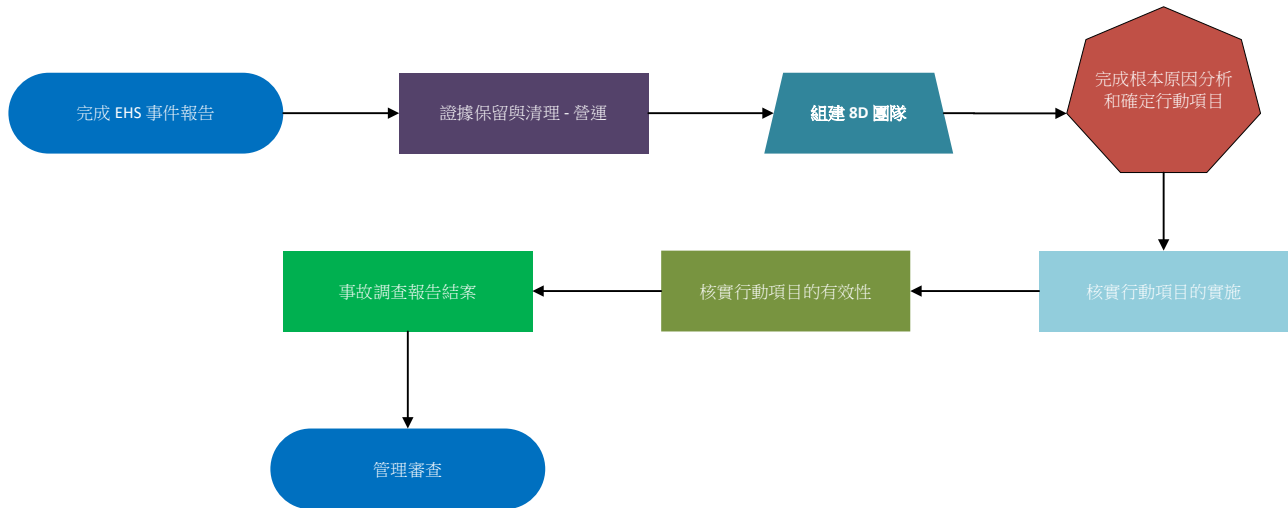 完成 EHS 事件報告
證據保留與清理 - 營運
組建 8D 團隊
完成根本原因分析
和確定行動項目
核實行動項目的實施
核實行動項目的有效性
事故調查報告結案
管理審查